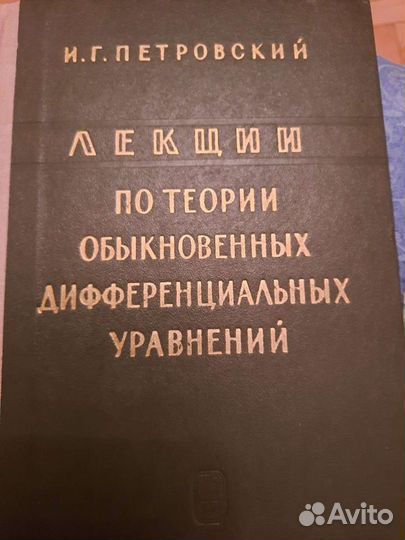 И.Г. ПЕТРОВСКИЙ
ЛЕКЦИИ
ПО ТЕОРИИ
ОБЫКНОВЕННЫХ
ДИФФЕРЕНЦИАЛЬНЫХ
УРАВНЕНИЙ
Avito